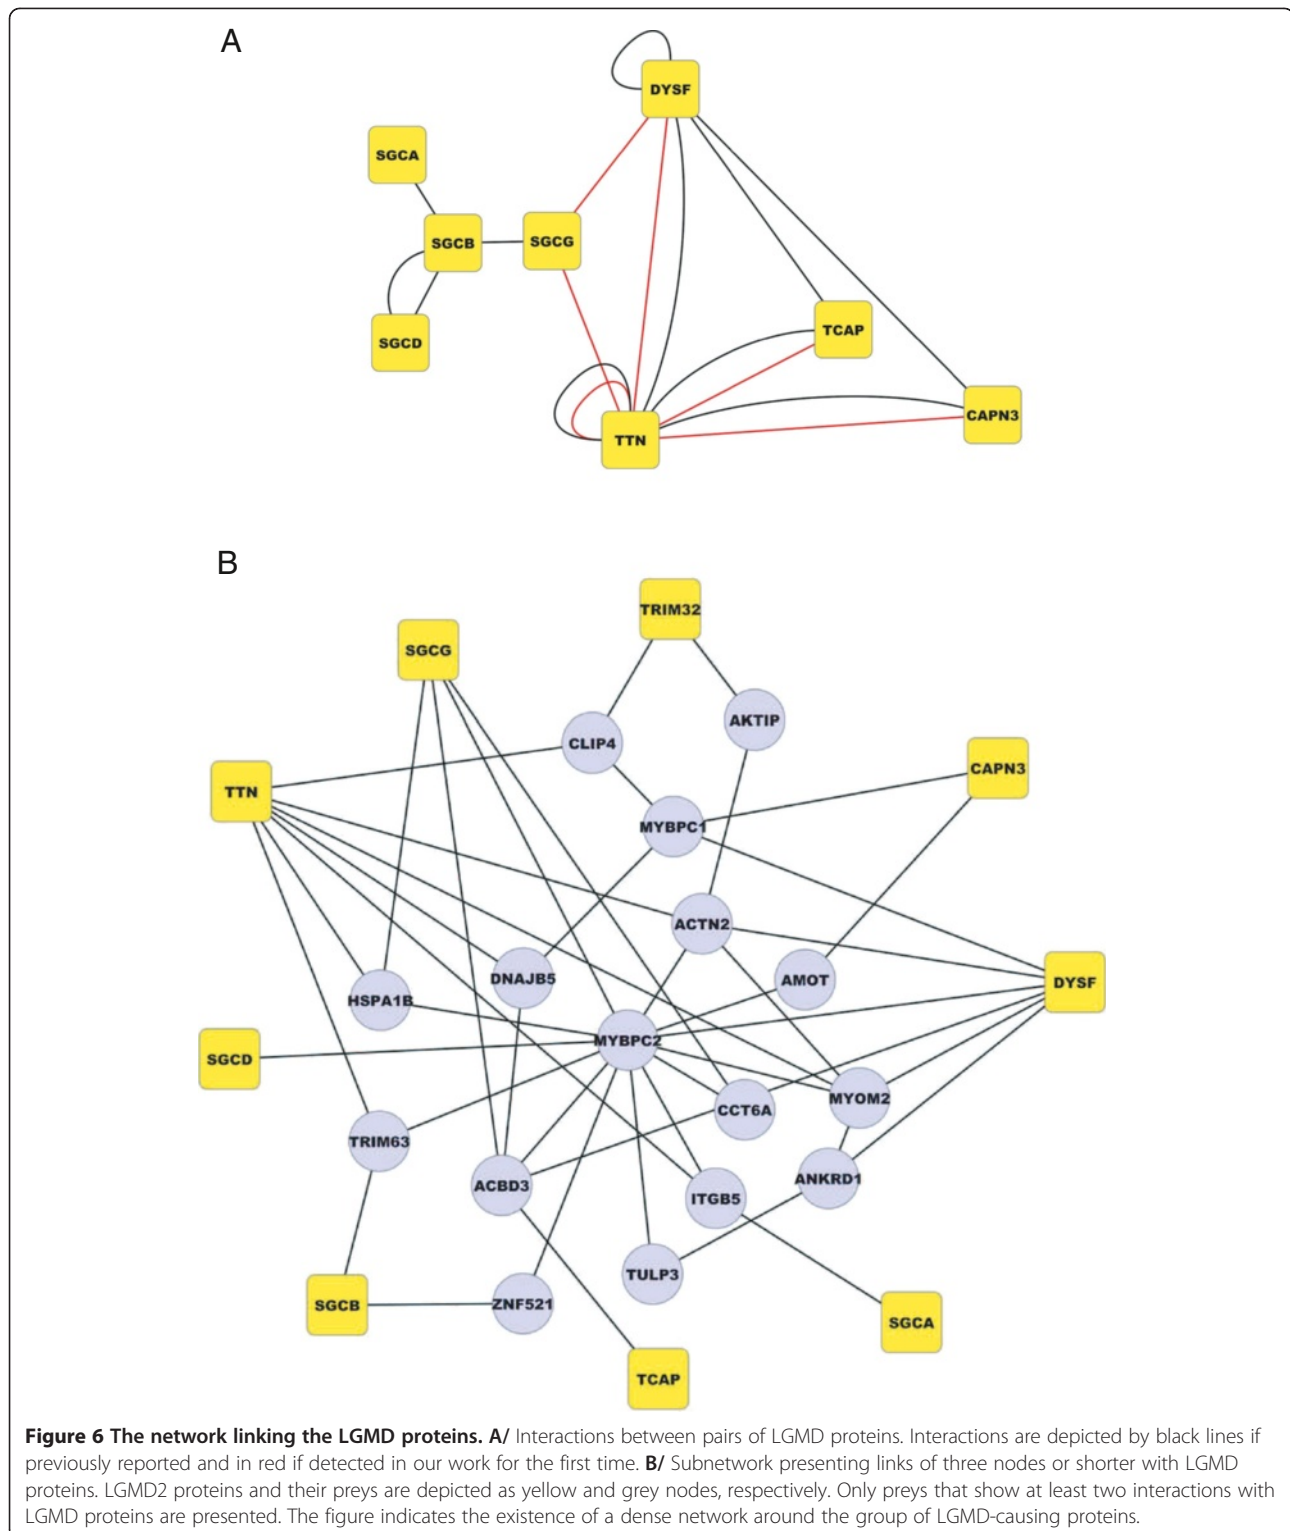 A
DYSF
SGCA
SGCB
SGCG
TCAP
SGCD
CAPN3
TTN
B
TRIM32
SGCG
AKTIP
CLIP4
CAPN3
TTN
MYBPC1
ACTN2
DNAJB5
AMOT
DYSF
HSPA1B
MYBPC2
SGCD
CCT6A
MYOM2
TRIM63
ACBD3
ITGB5
ANKRD1
TULP3
SGCB
ZNF521
SGCA
TCAP
Figure 6 The network linking the LGMD proteins. A/ Interactions between pairs of LGMD proteins. Interactions are depicted by black lines if
previously reported and in red if detected in our work for the first time. B/ Subnetwork presenting links of three nodes or shorter with LGMD
proteins. LGMD2 proteins and their preys are depicted as yellow and grey nodes, respectively. Only preys that show at least two interactions with
LGMD proteins are presented. The figure indicates the existence of a dense network around the group of LGMD-causing proteins.